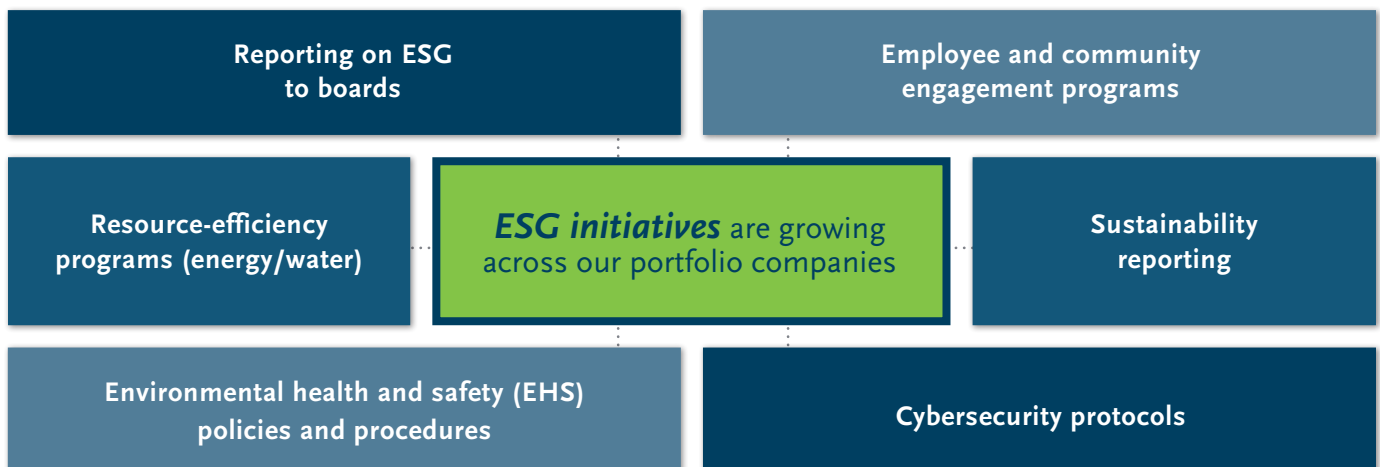 Reporting on ESG
to boards
Employee and community
engagement programs
Resource-efficiency
programs (energy/water)
ESG initiatives are growing
across our portfolio companies
Sustainability
reporting
Environmental health and safety (EHS)
policies and procedures
Cybersecurity protocols